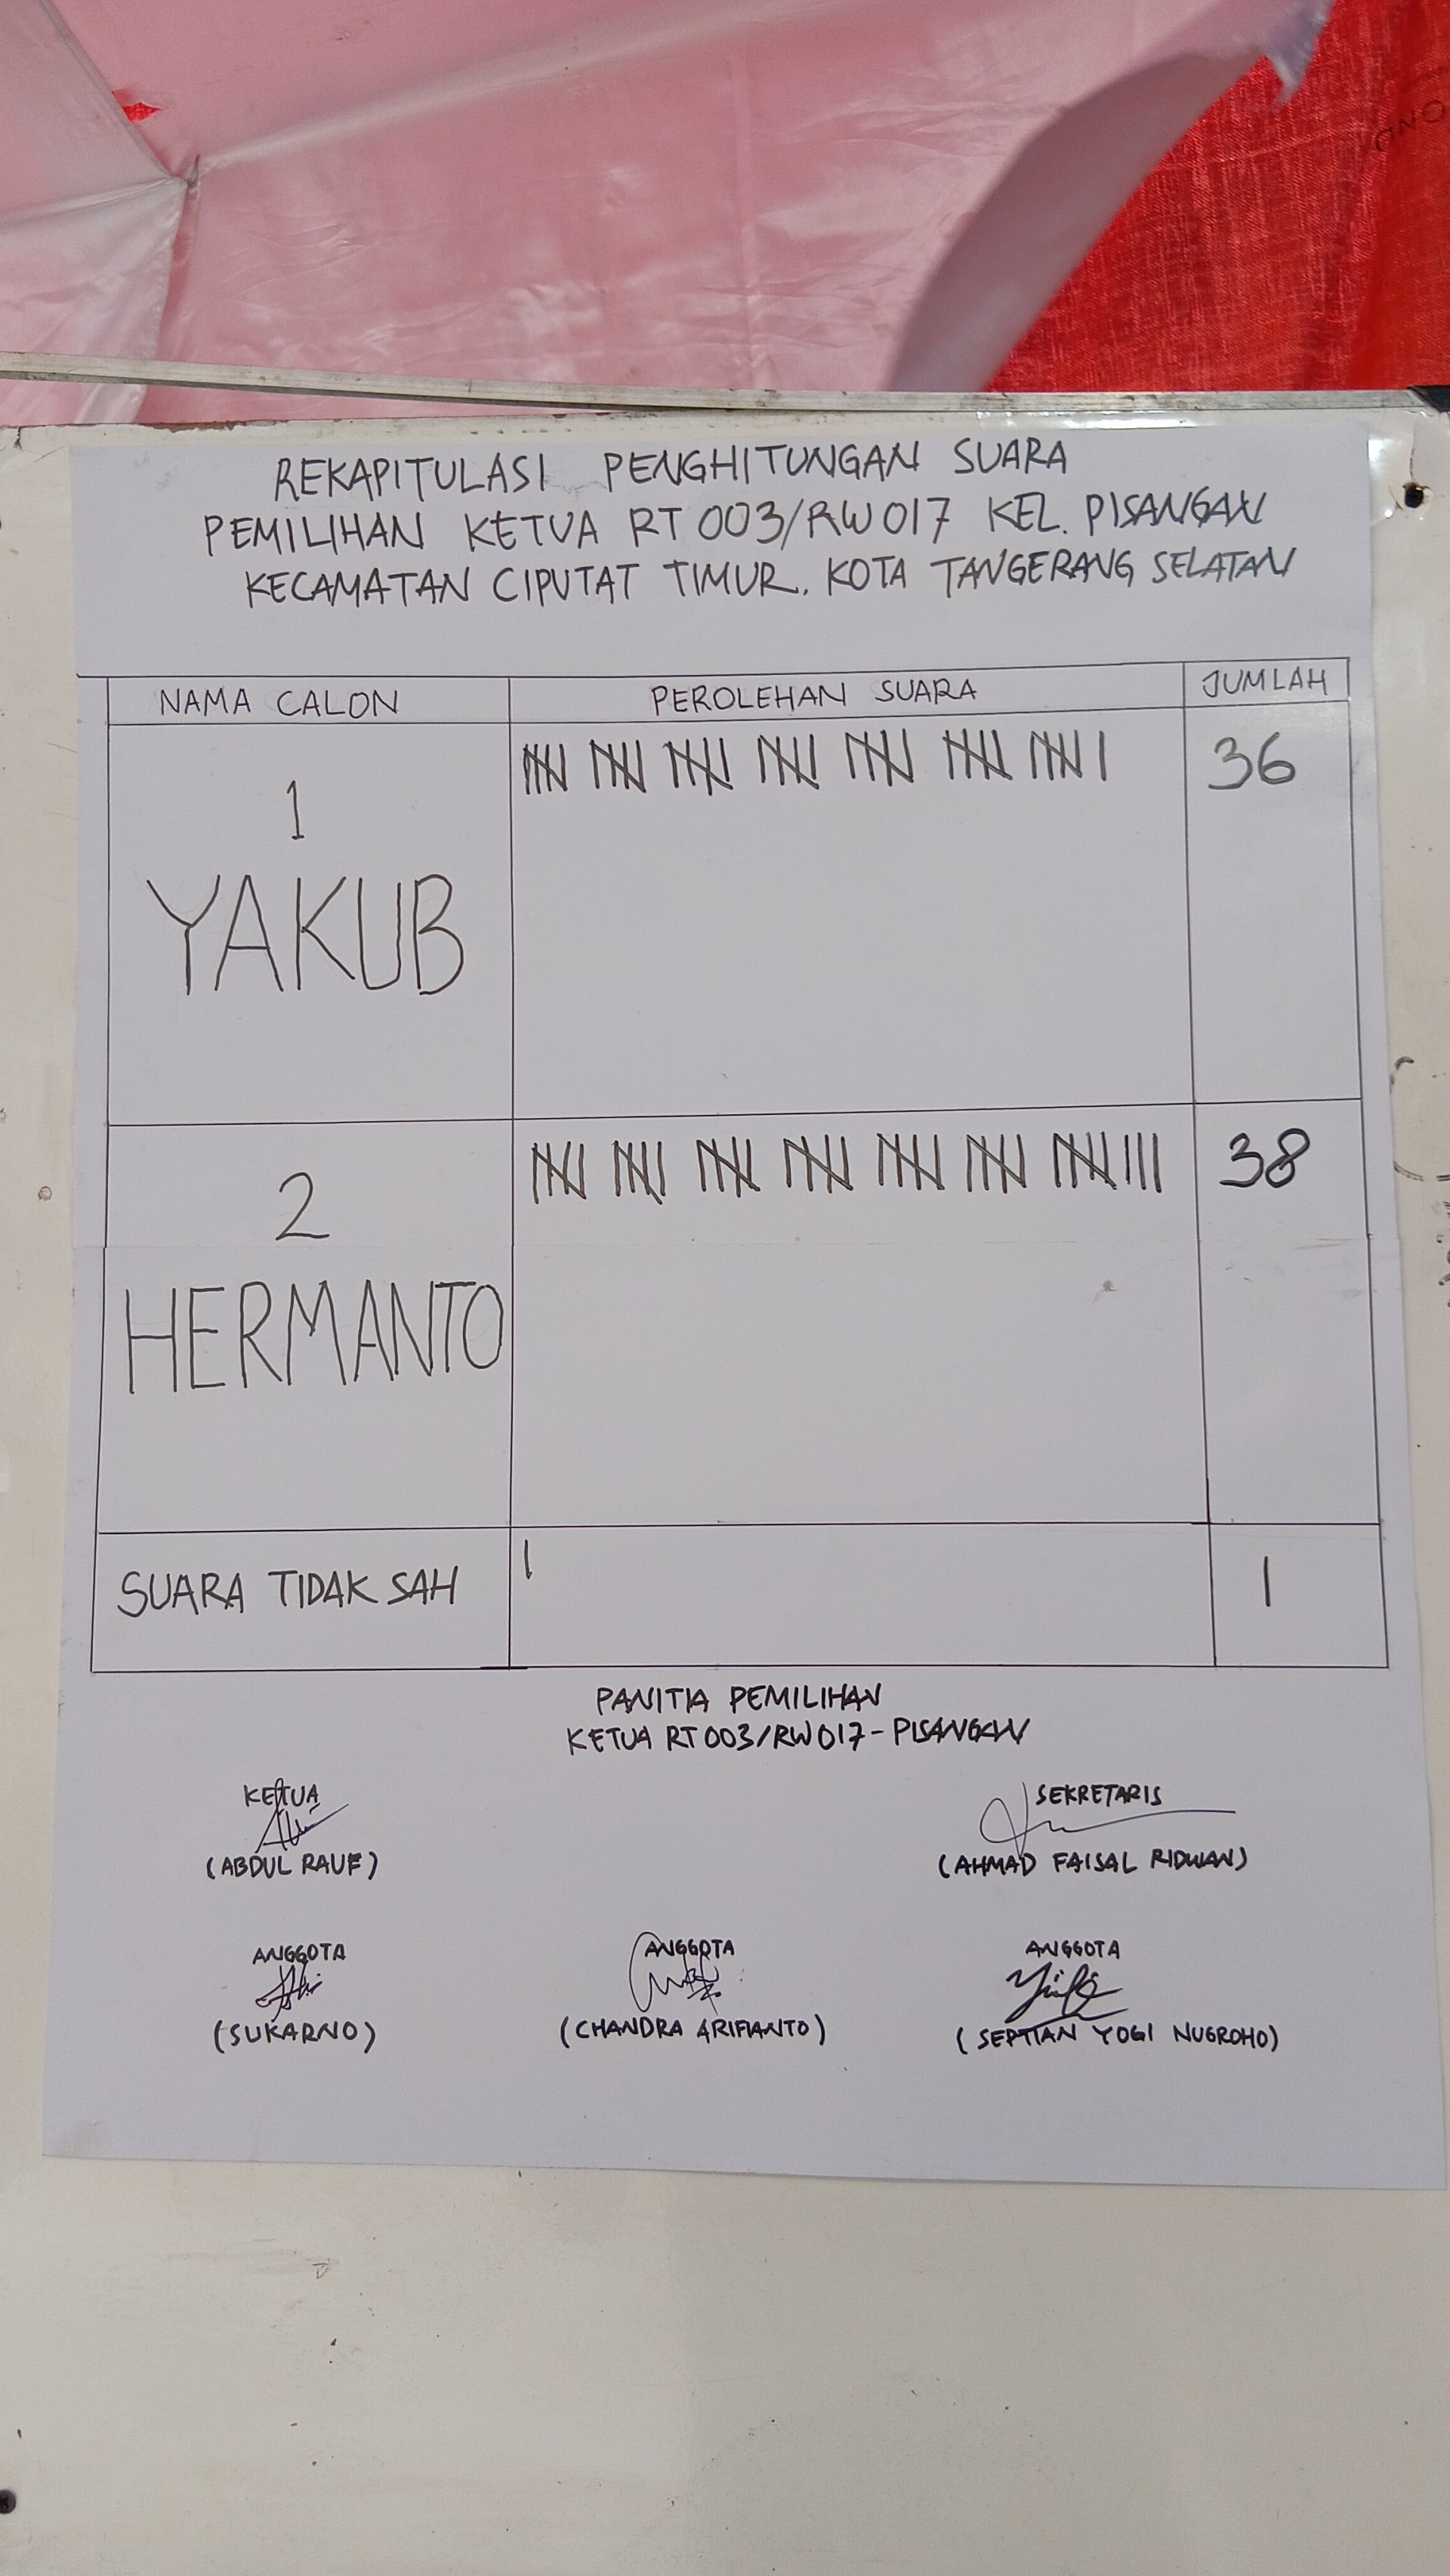 REKAPITULASI PENGHITUNGAN SUARA
PEMILIHAN KETUA RT 003/RW 017 KEL. PISANGAN
KECAMATAN CIPUTAT TIMUR. KOTA TANGERANG SELATAN
NAMA CALON PEROLEHAN SUARA JUMLAH
1 36
YAKUB
2 38
HERMANTO
SUARA TIDAK SAH I 1
PANITIA PEMILIHAN
KETUA RT 003/RW 017 - PISANGAN
KETUA SEKRETARIS
(ABDUL RAUF) (AHMAD FAISAL RIDWAN)
ANGGOTA ANGGOTA ANGGOTA
(SUKARNO) (CHANDRA ARIFIANTO) (SEPTIAN YOGI NUGROHO)